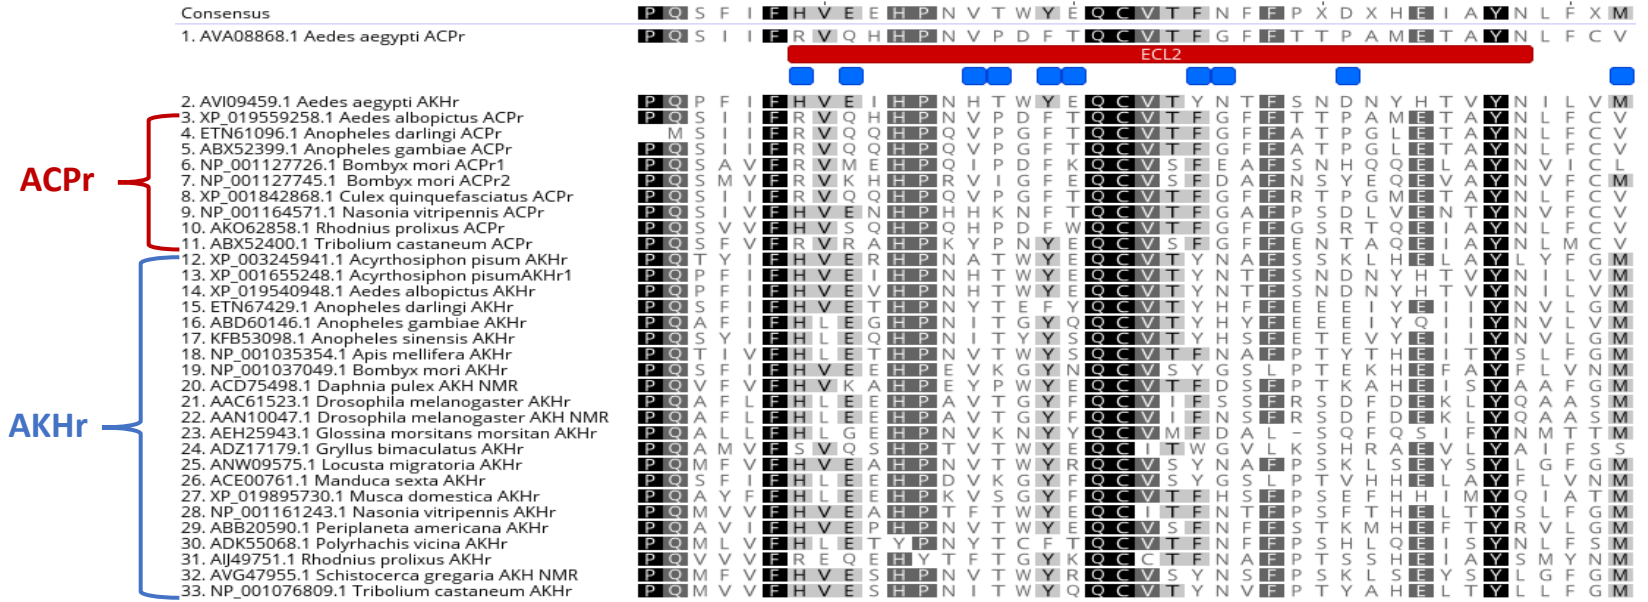 Consensus P Q S F I F H V E E H P N V T W Y E Q C V T F N F F P X D X H E I A Y N L F X M
1. AVA08868.1 Aedes aegypti ACPr P Q S I I F R V Q H H P N V P D F T Q C V T F G F F T T P A M E T A Y N L F C V
ECL2
2. AVI09459.1 Aedes aegypti AKHr P Q P F I F H V E I H P N H T W Y E Q C V T Y N T F S N D N Y H T V Y N I L V M
ACPr
3. XP_019559258.1 Aedes albopictus ACPr P Q S I I F R V Q H H P N V P D F T Q C V T F G F F T T P A M E T A Y N L F C V
4. ETN61096.1 Anopheles darlingi ACPr M S I I F R V Q Q H P Q V P G F T Q C V T F G F F A T P G L E T A Y N L F C V
5. ABX52399.1 Anopheles gambiae ACPr P Q S I I F R V Q Q H P Q V P G F T Q C V T F G F F A T P G L E T A Y N L F C V
6. NP_001127726.1 Bombyx mori ACPr1 P Q S A V F R V M E H P Q I P D F K Q C V S F E A F S N H Q Q E L A Y N V I C L
7. NP_001127745.1 Bombyx mori ACPr2 P Q S M V F R V K H H P R V I G F E Q C V S F D A F N S Y E Q E V A Y N V F C M
8. XP_001842868.1 Culex quinquefasciatus ACPr P Q S I I F R V Q Q H P Q V P G F T Q C V T F G F F R T P G M E T A Y N L F C V
9. NP_001164571.1 Nasonia vitripennis ACPr P Q S I V F H V E N H P H H K N F T Q C V T F G A F P S D L V E N T Y N V F C V
10. AKO62858.1 Rhodnius prolixus ACPr P Q S V V F H V S Q H P Q H P D F W Q C V T F G F F G S R T Q E I A Y N L F C V
11. ABX52400.1 Tribolium castaneum ACPr P Q S F V F R V R A H P K Y P N Y E Q C V S F G F F E N T A Q E I A Y N L M C V
AKHr
12. XP_003245941.1 Acyrthosiphon pisum AKHr P Q T Y I F H V E R H P N A T W Y E Q C V T Y N A F S S K L H E L A Y L Y F G M
13. XP_001655248.1 Acyrthosiphon pisumAKHr1 P Q P F I F H V E I H P N H T W Y E Q C V T Y N T F S N D N Y H T V Y N I L V M
14. XP_019540948.1 Aedes albopictus AKHr P Q P F I F H V E V H P N H T W Y E Q C V T Y N T F S N D N Y H T V Y N I L V M
15. ETN67429.1 Anopheles darlingi AKHr P Q S F I F H V E T H P N Y T E F Y Q C V T Y H F F E E E I Y E I I Y N V L G M
16. ABD60146.1 Anopheles gambiae AKHr P Q A F I F H L E G H P N I T G Y Q Q C V T Y H Y F E E E I Y Q I I Y N V L V M
17. KFB53098.1 Anopheles sinensis AKHr P Q S Y I F H L E Q H P N I T Y Y S Q C V T Y H S F E T E V Y E I I Y N V L G M
18. NP_001035354.1 Apis mellifera AKHr P Q T I V F H L E T H P N V T W Y S Q C V T F N A F P T Y T H E I T Y S L F G M
19. NP_001037049.1 Bombyx mori AKHr P Q S F I F H V E E H P E V K G Y N Q C V S Y G S L P T E K H E F A Y F L V N M
20. ACD75498.1 Daphnia pulex AKH NMR P Q V F V F H V K A H P E Y P W Y E Q C V T F D S F P T K A H E I S Y A A F G M
21. AAC61523.1 Drosophila melanogaster AKHr P Q A F L F H L E E H P A V T G Y F Q C V I F S S F R S D F D E K L Y Q A A S M
22. AAN10047.1 Drosophila melanogaster AKH NMR P Q A F L F H L E E H P A V T G Y F Q C V I F N S F R S D F D E K L Y Q A A S M
23. AEH25943.1 Glossina morsitans morsitan AKHr P Q A L L F H L G E H P N V K N Y Y Q C V M F D A L - S Q F Q S I F Y N M T T M
24. ADZ17179.1 Gryllus bimaculatus AKHr P Q A M V F S V Q S H P T V T W Y E Q C I T W G V L K S H R A E V L Y A I F S S
25. ANW09575.1 Locusta migratoria AKHr P Q M F V F H V E A H P N V T W Y R Q C V S Y N A F P S K L S E Y S Y L G F G M
26. ACE00761.1 Manduca sexta AKHr P Q S F I F H L E E H P D V K G Y F Q C V S Y G S L P T V H H E L A Y F L V N M
27. XP_019895730.1 Musca domestica AKHr P Q A Y F F H L E E H P K V S G Y F Q C V T F H S F P S E F H H I M Y Q I A T M
28. NP_001161243.1 Nasonia vitripennis AKHr P Q M V V F H V E A H P T F T W Y E Q C I T F N T F P S F T H E L T Y S L F G M
29. ABB20590.1 Periplaneta americana AKHr P Q A V I F H V E P H P N V T W Y E Q C V S F N F F S T K M H E F T Y R V L G M
30. ADK55068.1 Polyrhachis vicina AKHr P Q M L V F H L E T Y P N Y T C F T Q C V T F N F F P S H L Q E I S Y N L F S M
31. AIJ49751.1 Rhodnius prolixus AKHr P Q V V V F R E Q E H Y T F T G Y K Q C C T F N A F P T S S H E I A Y S M Y N M
32. AVG47955.1 Schistocerca gregaria AKH NMR P Q M F V F H V E S H P N V T W Y R Q C V S Y N S F P S K L S E Y S Y L G F G M
33. NP_001076809.1 Tribolium castaneum AKHr P Q M V V F H V E S H P N I T W Y Q Q C V T Y N V F P T Y A H E L T Y L L F G M